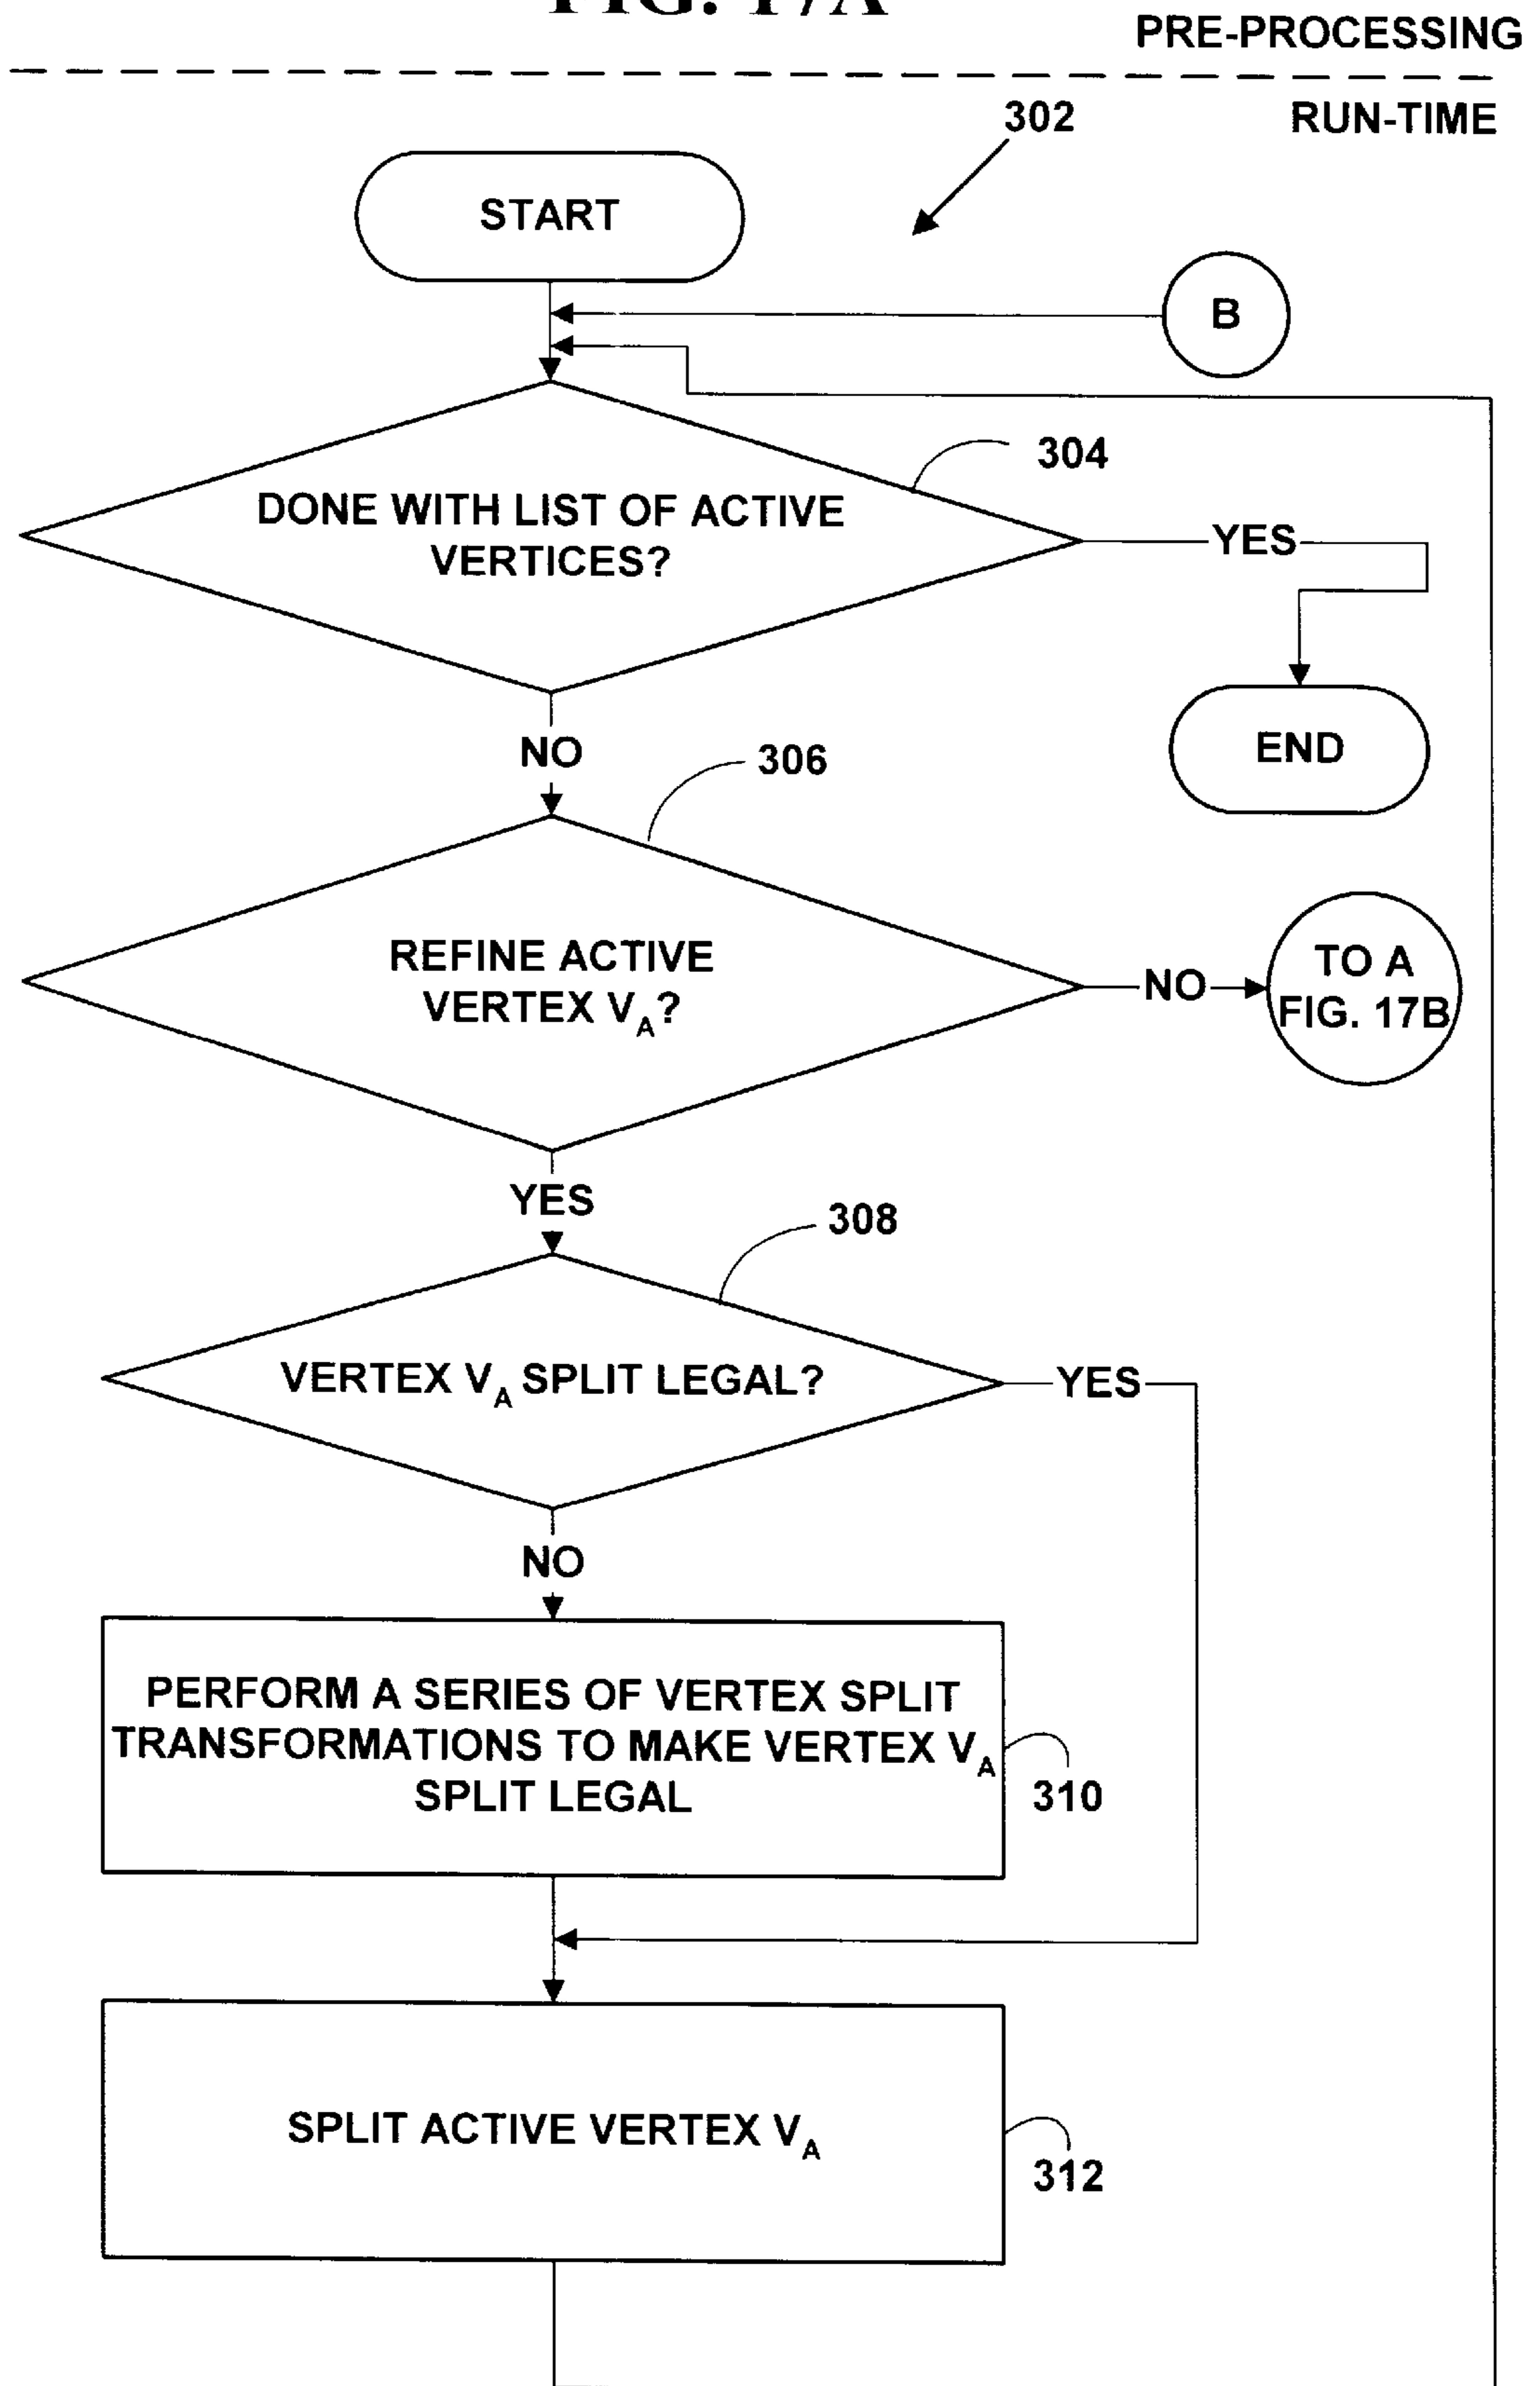 FIG. 17A
PRE-PROCESSING
RUN-TIME
302
START
B
304
DONE WITH LIST OF ACTIVE
VERTICES?
YES
END
NO
306
REFINE ACTIVE
VERTEX VA?
NO
TO A
FIG. 17B
YES
308
VERTEX VA SPLIT LEGAL?
YES
NO
PERFORM A SERIES OF VERTEX SPLIT
TRANSFORMATIONS TO MAKE VERTEX VA
SPLIT LEGAL
310
SPLIT ACTIVE VERTEX VA
312